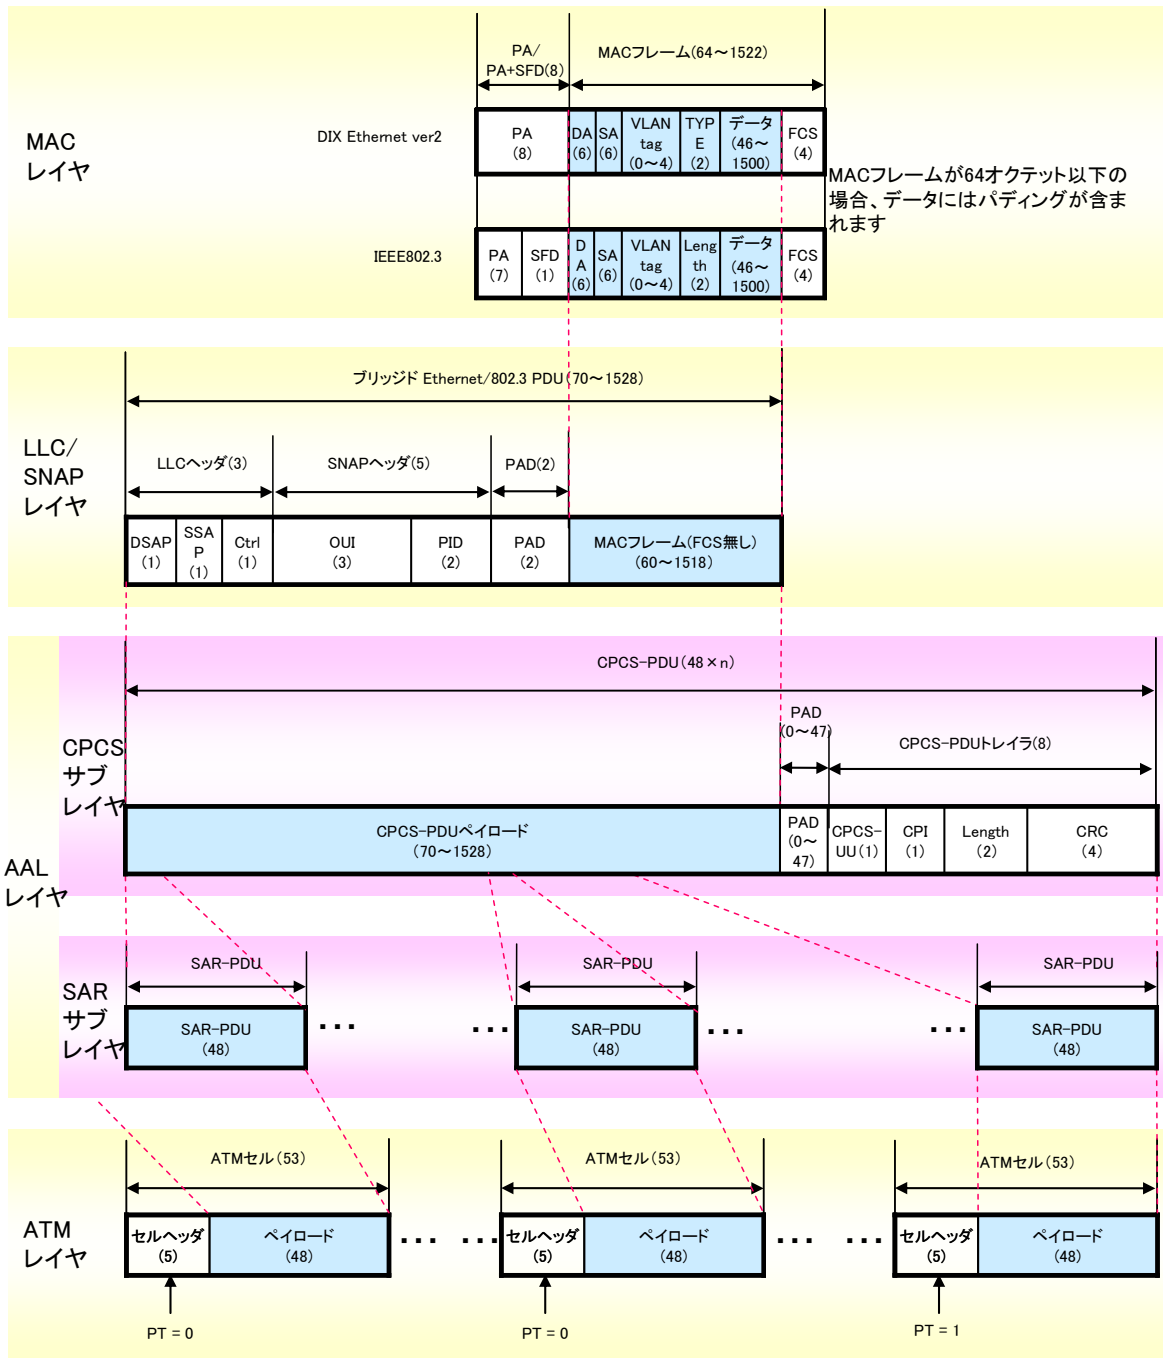 PA/
PA+SFD(8)
MACフレーム(64～1522)
MAC
レイヤ
DIX Ethernet ver2
PA
(8)
DA
(6)
SA
(6)
VLAN
tag
(0～4)
TYP
E
(2)
データ
(46～
1500)
FCS
(4)
MACフレームが64オクテット以下の
場合、データにはパディングが含ま
れます
IEEE802.3
PA
(7)
SFD
(1)
D
A
(6)
SA
(6)
VLAN
tag
(0～4)
Leng
th
(2)
データ
(46～
1500)
FCS
(4)
ブリッジド Ethernet/802.3 PDU(70～1528)
LLC/
SNAP
レイヤ
LLCヘッダ(3)
SNAPヘッダ(5)
PAD(2)
DSAP
(1)
SSA
P
(1)
Ctrl
(1)
OUI
(3)
PID
(2)
PAD
(2)
MACフレーム(FCS無し)
(60～1518)
CPCS-PDU(48×n)
PAD
(0～47)
CPCS-PDUトレイラ(8)
CPCS
サブ
レイヤ
CPCS-PDUペイロード
(70～1528)
PAD
(0～
47)
CPCS-
UU(1)
CPI
(1)
Length
(2)
CRC
(4)
AAL
レイヤ
SAR-PDU
SAR-PDU
SAR-PDU
SAR
サブ
レイヤ
SAR-PDU
(48)
･･･
･･･
SAR-PDU
(48)
･･･
･･･
SAR-PDU
(48)
ATMセル(53)
ATMセル(53)
ATMセル(53)
ATM
レイヤ
セルヘッダ
(5)
ペイロード
(48)
･･･
･･･
セルヘッダ
(5)
ペイロード
(48)
･･･
･･･
セルヘッダ
(5)
ペイロード
(48)
PT = 0
PT = 0
PT = 1